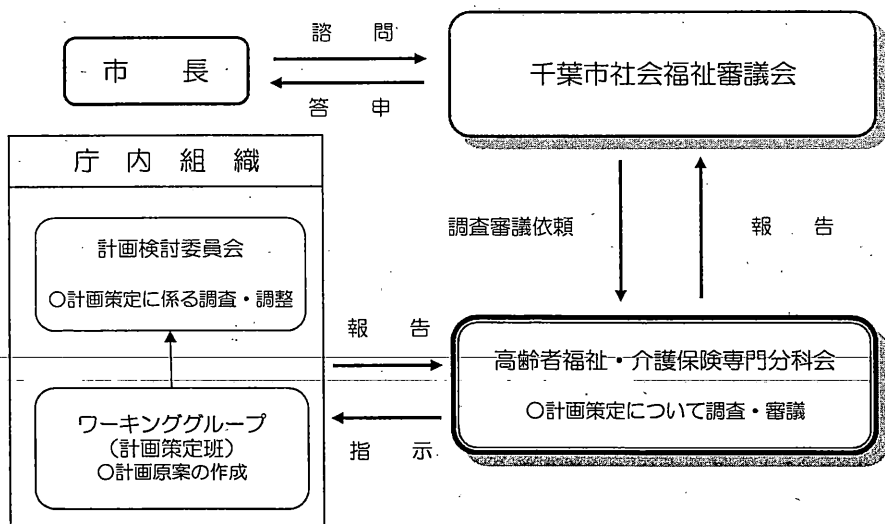 諮問
市長
千葉市社会福祉審議会
答申
庁内組織
調査審議依頼
報告
計画検討委員会
〇計画策定に係る調査・調整
報告
高齢者福祉・介護保険専門分科会
〇計画策定について調査・審議
ワーキンググループ
(計画策定班)
〇計画原案の作成
指示